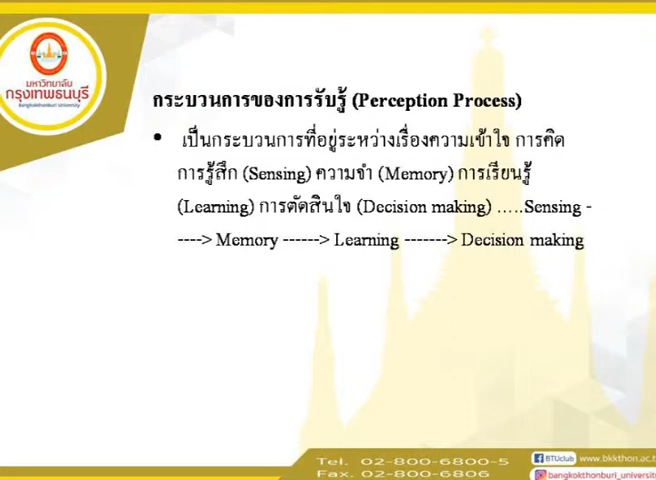 มหาวิทยาลัย
กรุงเทพธนบุรี
Bangkokthonburi University
กระบวนการของการรับรู้ (Perception Process)
• เป็นกระบวนการที่อยู่ระหว่างเรื่องความเข้าใจ การคิด
การรู้สึก (Sensing) ความจำ (Memory) การเรียนรู้
(Learning) การตัดสินใจ (Decision making) .....Sensing -
----> Memory ------> Learning -------> Decision making
Tel. 02-800-6800-5
BTUclub www.bkkthon.ac.t
Fax. 02-800-6806
bangkokthonburi_university